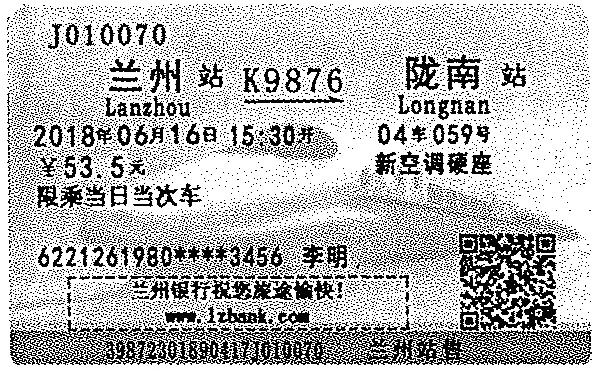 J010070
兰州 站 K9876 陇南 站
Lanzhou Longnan
2018年06月16日 15:30开 04车059号
￥53.5元 新空调硬座
限乘当日当次车
6221261980****3456 李明
兰州银行祝您旅途愉快!
www.lzbank.com
39872301890417J010070 兰州站售